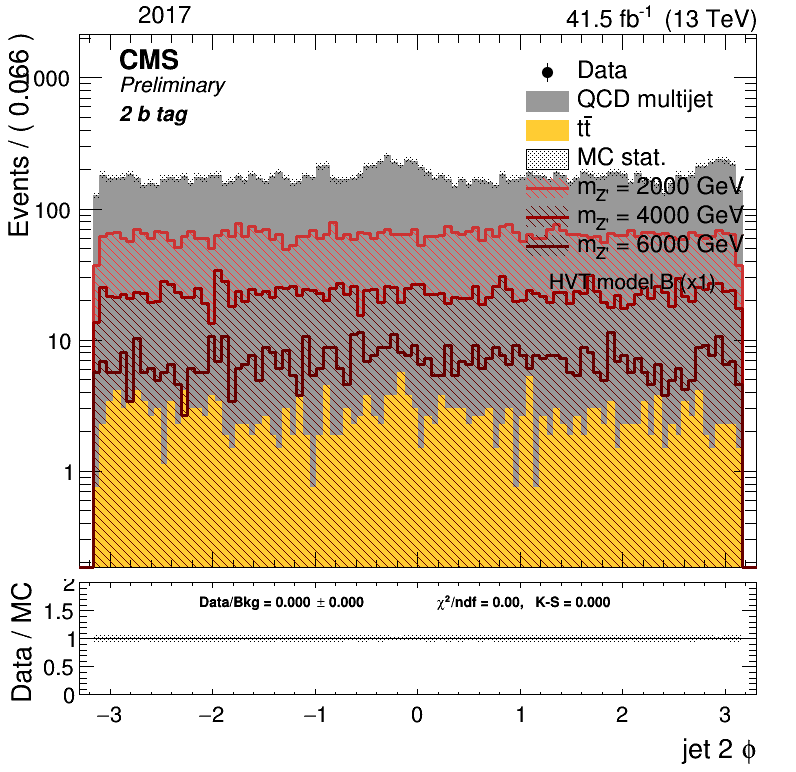 2017 41.5 fb⁻¹ (13 TeV)
CMS
Preliminary
2 b tag
Data
QCD multijet
tt̄
MC stat.
m_Z' = 2000 GeV
m_Z' = 4000 GeV
m_Z' = 6000 GeV
HVT model B (x1)
Events / ( 0.066 )
000
100
10
1
Data/Bkg = 0.000 ± 0.000 χ²/ndf = 0.00, K-S = 0.000
Data / MC
2
1.5
1
0.5
0
−3 −2 −1 0 1 2 3
jet 2 ϕ